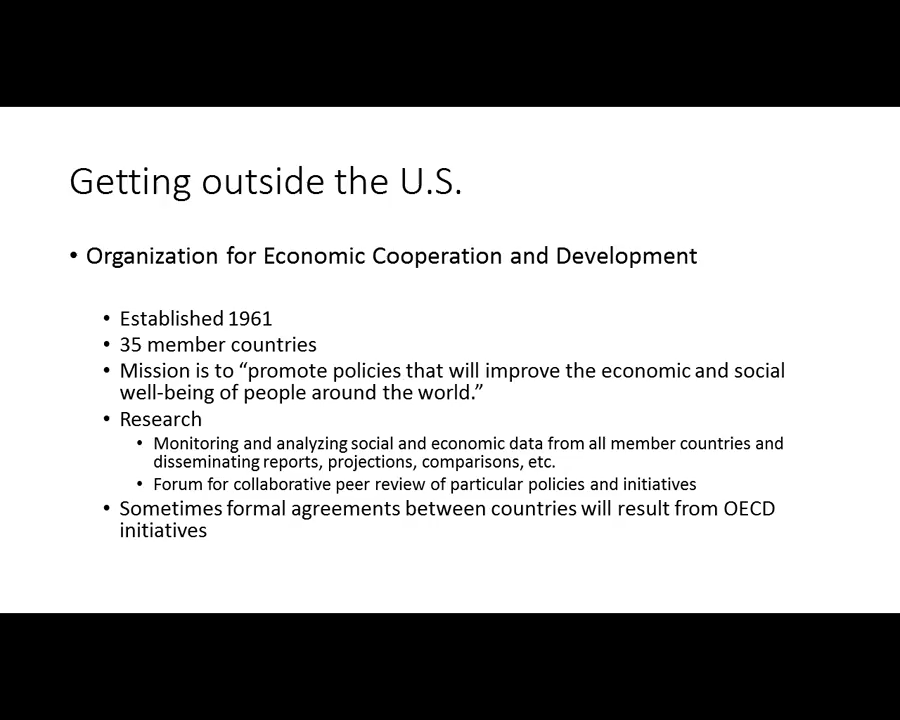 Getting outside the U.S.
• Organization for Economic Cooperation and Development
• Established 1961
• 35 member countries
• Mission is to “promote policies that will improve the economic and social
well-being of people around the world.”
• Research
• Monitoring and analyzing social and economic data from all member countries and
disseminating reports, projections, comparisons, etc.
• Forum for collaborative peer review of particular policies and initiatives
• Sometimes formal agreements between countries will result from OECD
initiatives